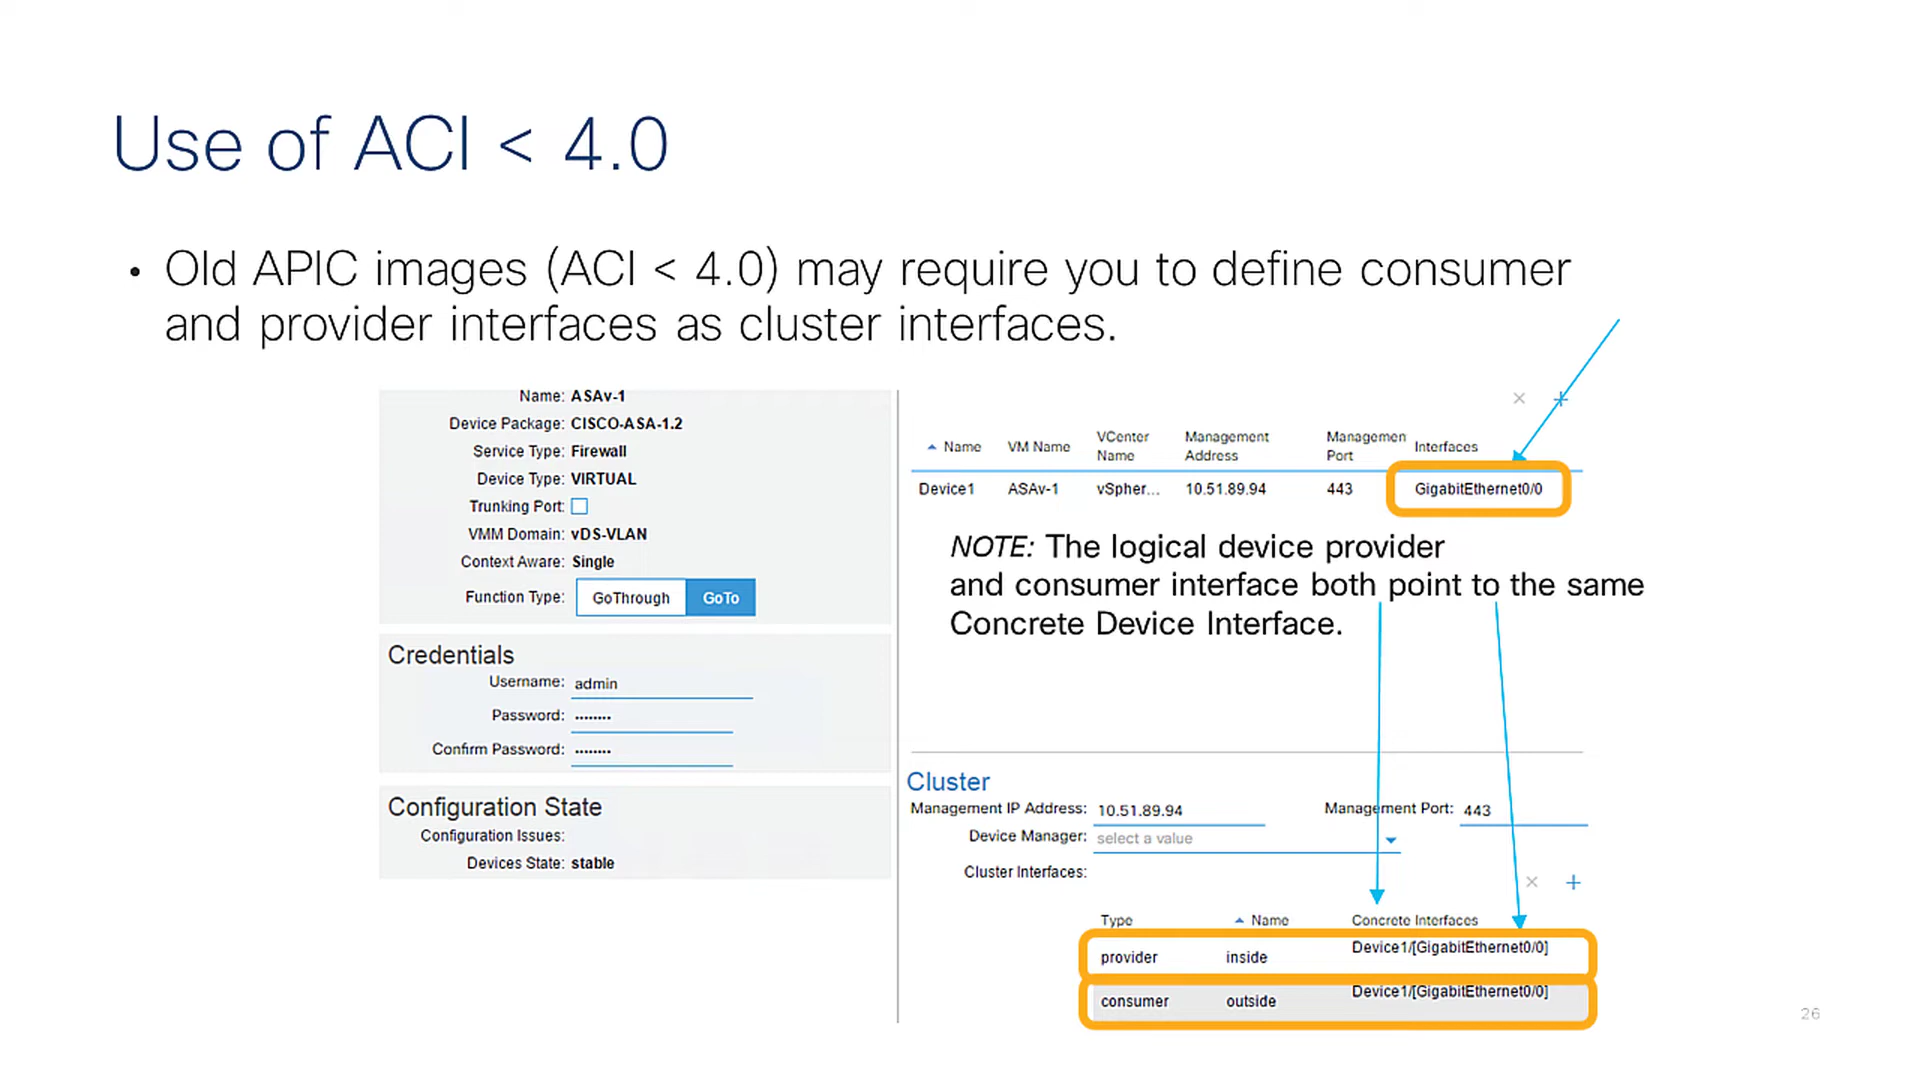 Use of ACI < 4.0
• Old APIC images (ACI < 4.0) may require you to define consumer
and provider interfaces as cluster interfaces.
Name: ASAv-1
Device Package: CISCO-ASA-1.2
Service Type: Firewall
Device Type: VIRTUAL
Trunking Port:
VMM Domain: vDS-VLAN
Context Aware: Single
Function Type: GoThrough GoTo
Credentials
Username: admin
Password: ••••••••
Confirm Password: ••••••••
Configuration State
Configuration Issues:
Devices State: stable
Name VM Name VCenter Name Management Address Managemen Port Interfaces
Device1 ASAv-1 vSpher... 10.51.89.94 443 GigabitEthernet0/0
NOTE: The logical device provider
and consumer interface both point to the same
Concrete Device Interface.
Cluster
Management IP Address: 10.51.89.94 Management Port: 443
Device Manager: select a value
Cluster Interfaces:
Type Name Concrete Interfaces
provider inside Device1/[GigabitEthernet0/0]
consumer outside Device1/[GigabitEthernet0/0]
26